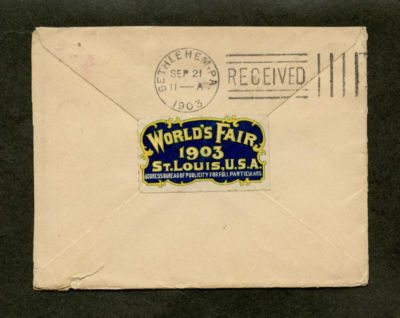 BETHLEHEM, PA.
SEP 21
11—A
1903
RECEIVED
WORLD'S FAIR
1903
ST. LOUIS, U.S.A.
ADDRESS BUREAU OF PUBLICITY FOR FULL PARTICULARS